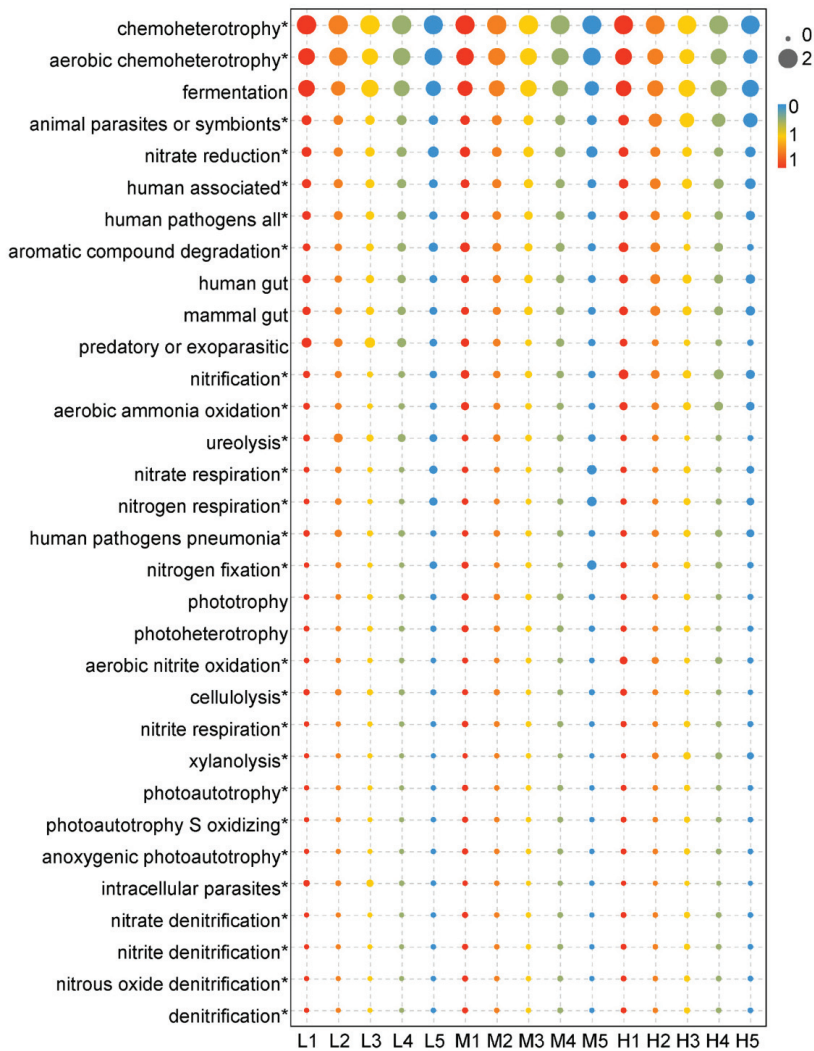 chemoheterotrophy*
aerobic chemoheterotrophy*
fermentation
animal parasites or symbionts*
nitrate reduction*
human associated*
human pathogens all*
aromatic compound degradation*
human gut
mammal gut
predatory or exoparasitic
nitrification*
aerobic ammonia oxidation*
ureolysis*
nitrate respiration*
nitrogen respiration*
human pathogens pneumonia*
nitrogen fixation*
phototrophy
photoheterotrophy
aerobic nitrite oxidation*
cellulolysis*
nitrite respiration*
xylanolysis*
photoautotrophy*
photoautotrophy S oxidizing*
anoxygenic photoautotrophy*
intracellular parasites*
nitrate denitrification*
nitrite denitrification*
nitrous oxide denitrification*
denitrification*
L1 L2 L3 L4 L5 M1 M2 M3 M4 M5 H1 H2 H3 H4 H5
0
2
0
1
1